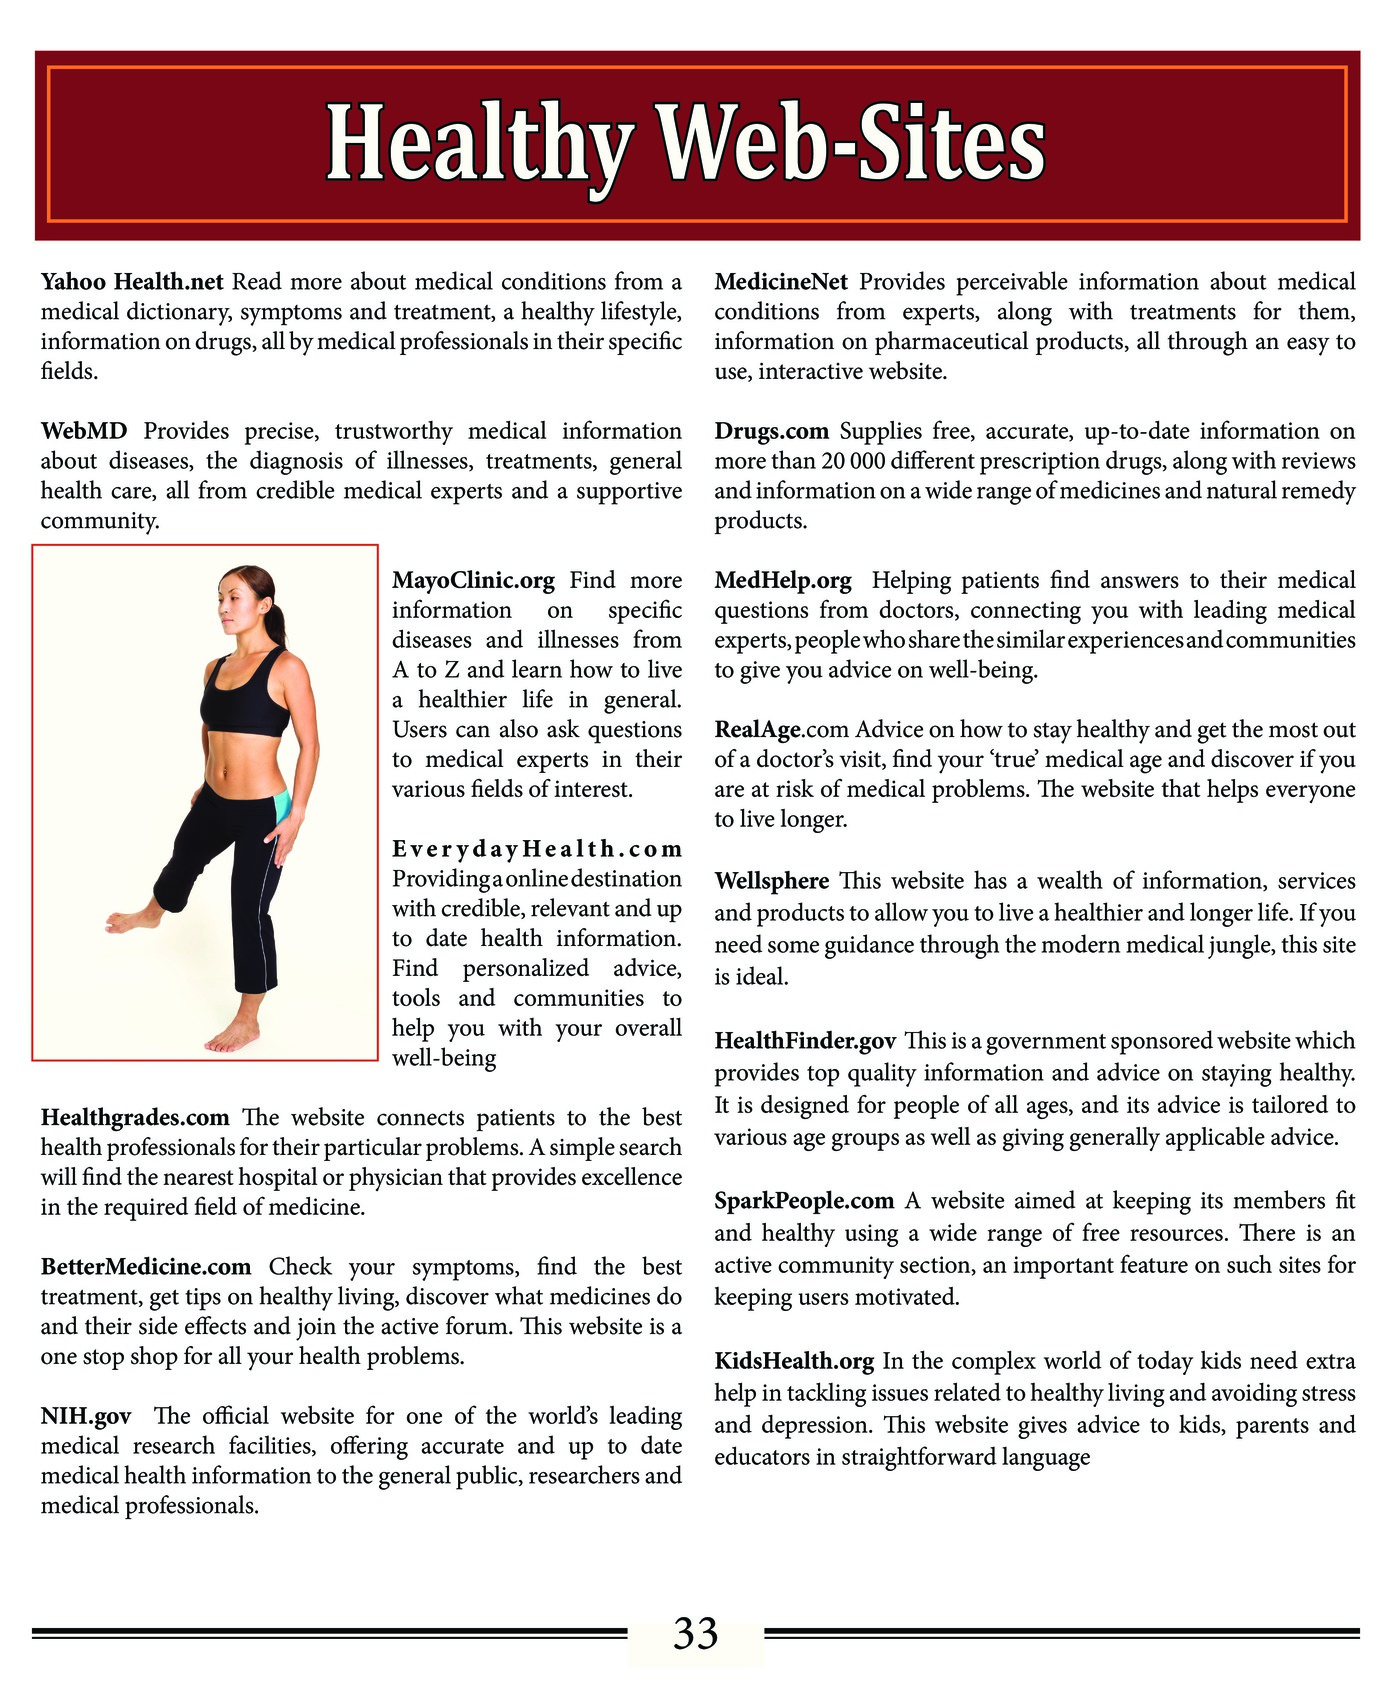 Healthy Web-Sites
Yahoo Health.net Read more about medical conditions from a
medical dictionary, symptoms and treatment, a healthy lifestyle,
information on drugs, all by medical professionals in their specific
fields.
WebMD Provides precise, trustworthy medical information
about diseases, the diagnosis of illnesses, treatments, general
health care, all from credible medical experts and a supportive
community.
MayoClinic.org Find more
information on specific
diseases and illnesses from
A to Z and learn how to live
a healthier life in general.
Users can also ask questions
to medical experts in their
various fields of interest.
EverydayHealth.com
Providing a online destination
with credible, relevant and up
to date health information.
Find personalized advice,
tools and communities to
help you with your overall
well-being
Healthgrades.com The website connects patients to the best
health professionals for their particular problems. A simple search
will find the nearest hospital or physician that provides excellence
in the required field of medicine.
BetterMedicine.com Check your symptoms, find the best
treatment, get tips on healthy living, discover what medicines do
and their side effects and join the active forum. This website is a
one stop shop for all your health problems.
NIH.gov The official website for one of the world's leading
medical research facilities, offering accurate and up to date
medical health information to the general public, researchers and
medical professionals.
MedicineNet Provides perceivable information about medical
conditions from experts, along with treatments for them,
information on pharmaceutical products, all through an easy to
use, interactive website.
Drugs.com Supplies free, accurate, up-to-date information on
more than 20 000 different prescription drugs, along with reviews
and information on a wide range of medicines and natural remedy
products.
MedHelp.org Helping patients find answers to their medical
questions from doctors, connecting you with leading medical
experts, people who share the similar experiences and communities
to give you advice on well-being.
RealAge.com Advice on how to stay healthy and get the most out
of a doctor's visit, find your ‘true’ medical age and discover if you
are at risk of medical problems. The website that helps everyone
to live longer.
Wellsphere This website has a wealth of information, services
and products to allow you to live a healthier and longer life. If you
need some guidance through the modern medical jungle, this site
is ideal.
HealthFinder.gov This is a government sponsored website which
provides top quality information and advice on staying healthy.
It is designed for people of all ages, and its advice is tailored to
various age groups as well as giving generally applicable advice.
SparkPeople.com A website aimed at keeping its members fit
and healthy using a wide range of free resources. There is an
active community section, an important feature on such sites for
keeping users motivated.
KidsHealth.org In the complex world of today kids need extra
help in tackling issues related to healthy living and avoiding stress
and depression. This website gives advice to kids, parents and
educators in straightforward language
33